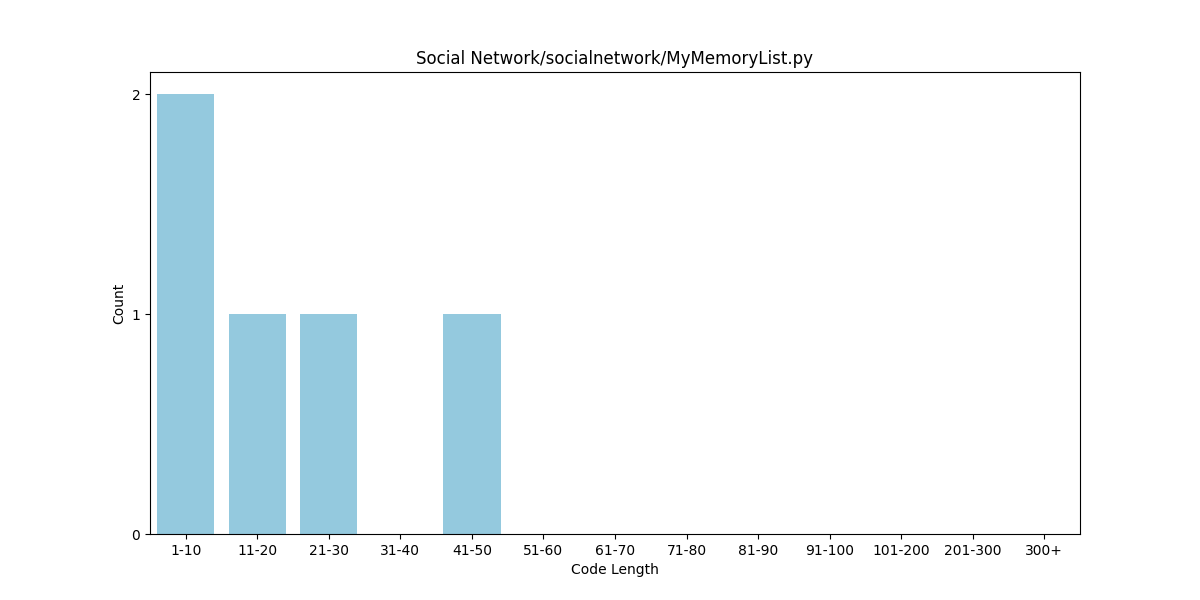 Social Network/socialnetwork/MyMemoryList.py
2
1
0
Count
1-10 11-20 21-30 31-40 41-50 51-60 61-70 71-80 81-90 91-100 101-200 201-300 300+
Code Length